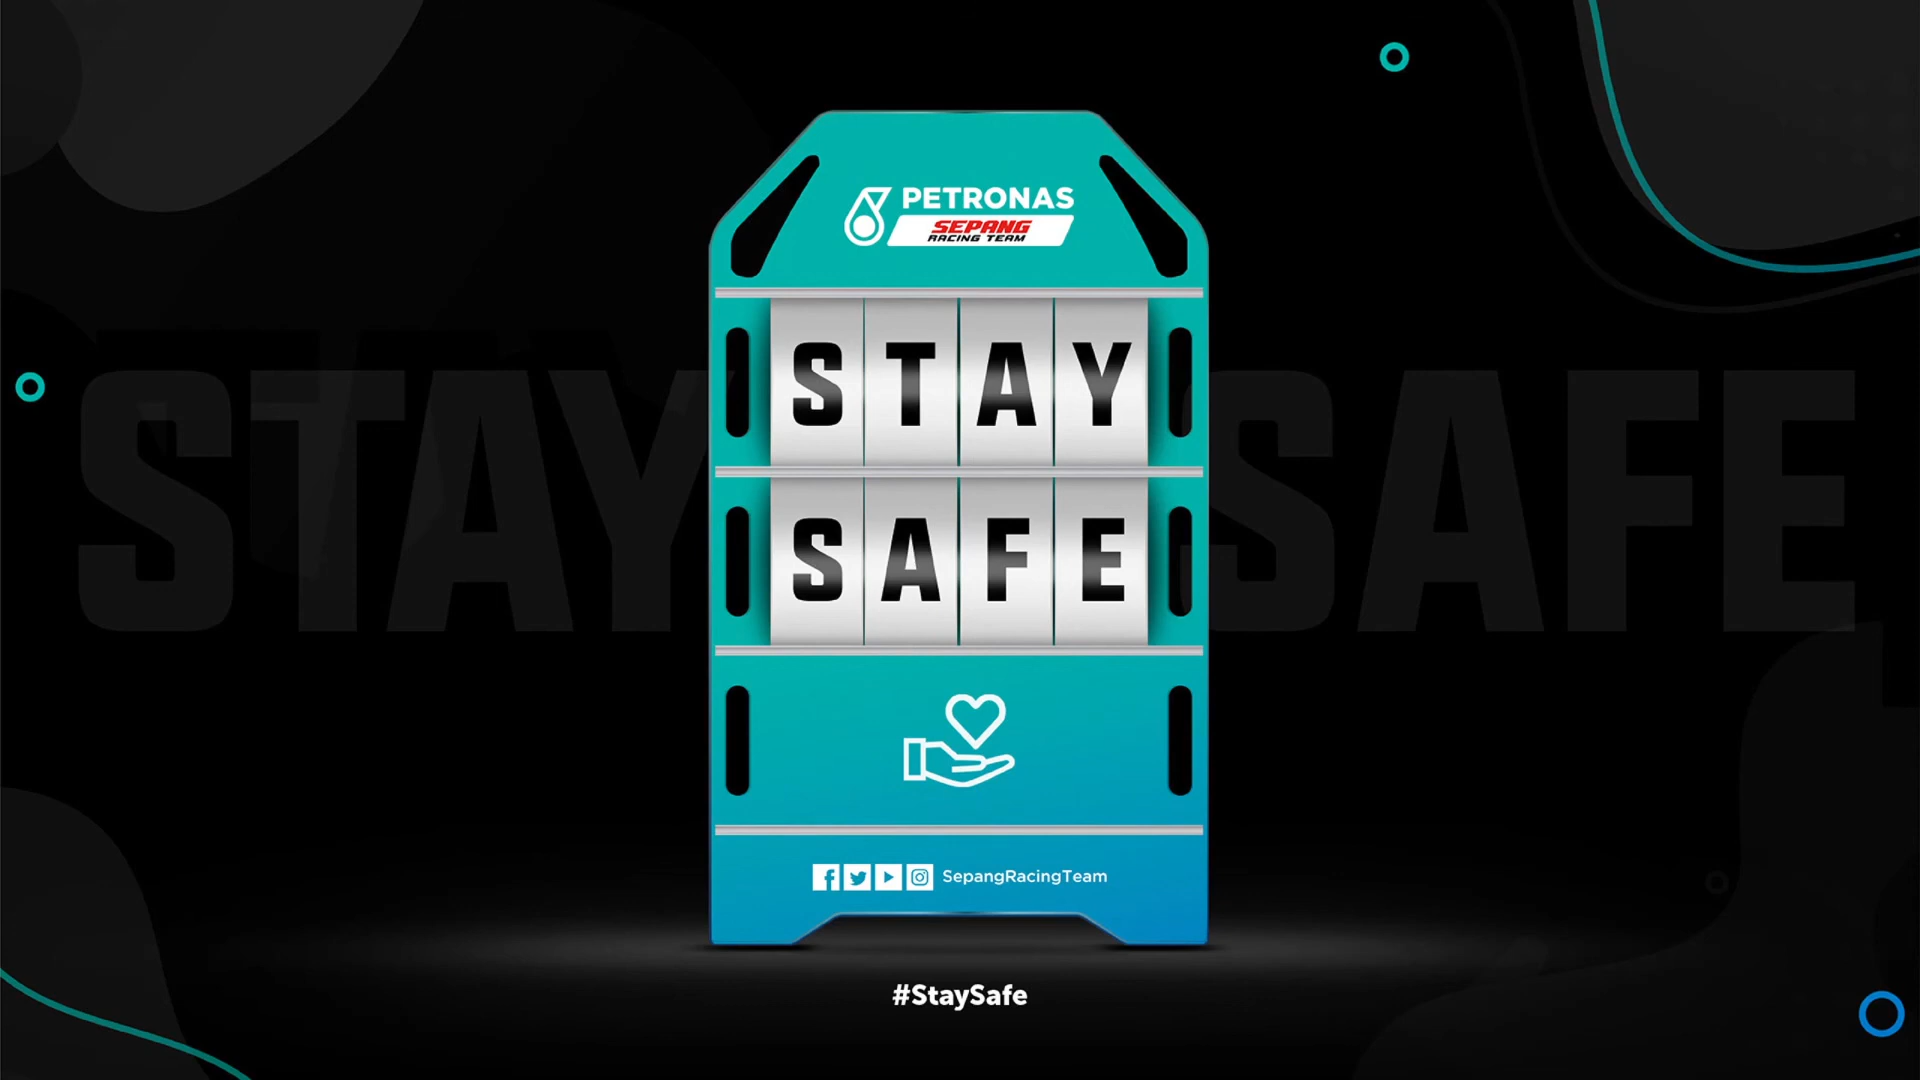 PETRONAS
SEPANG
RACING TEAM
STAY
SAFE
STAY SAFE
SepangRacingTeam
#StaySafe